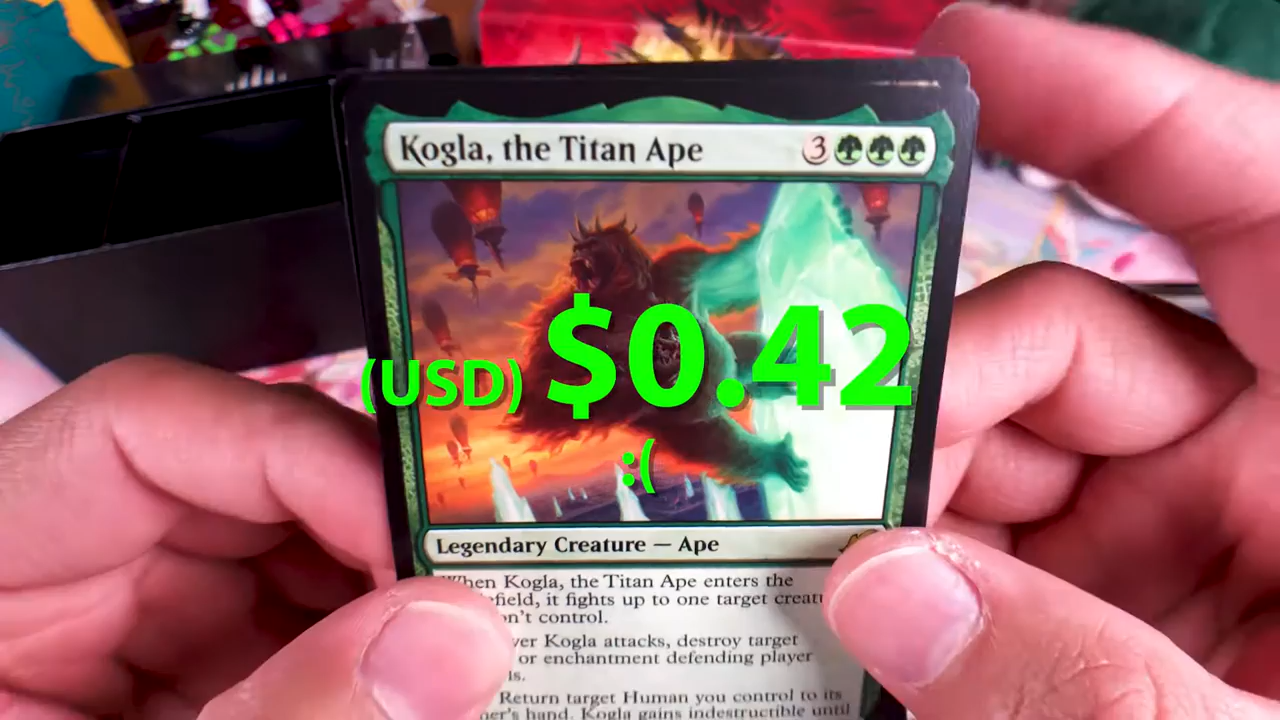 Kogla, the Titan Ape 3
(USD) $0.42
:(
Legendary Creature — Ape
When Kogla, the Titan Ape enters the
it fights up to one target
control.
Kogla attacks, destroy target
or enchantment defending player
Return target Human you control to its
hand. Kogla gains indestructible until